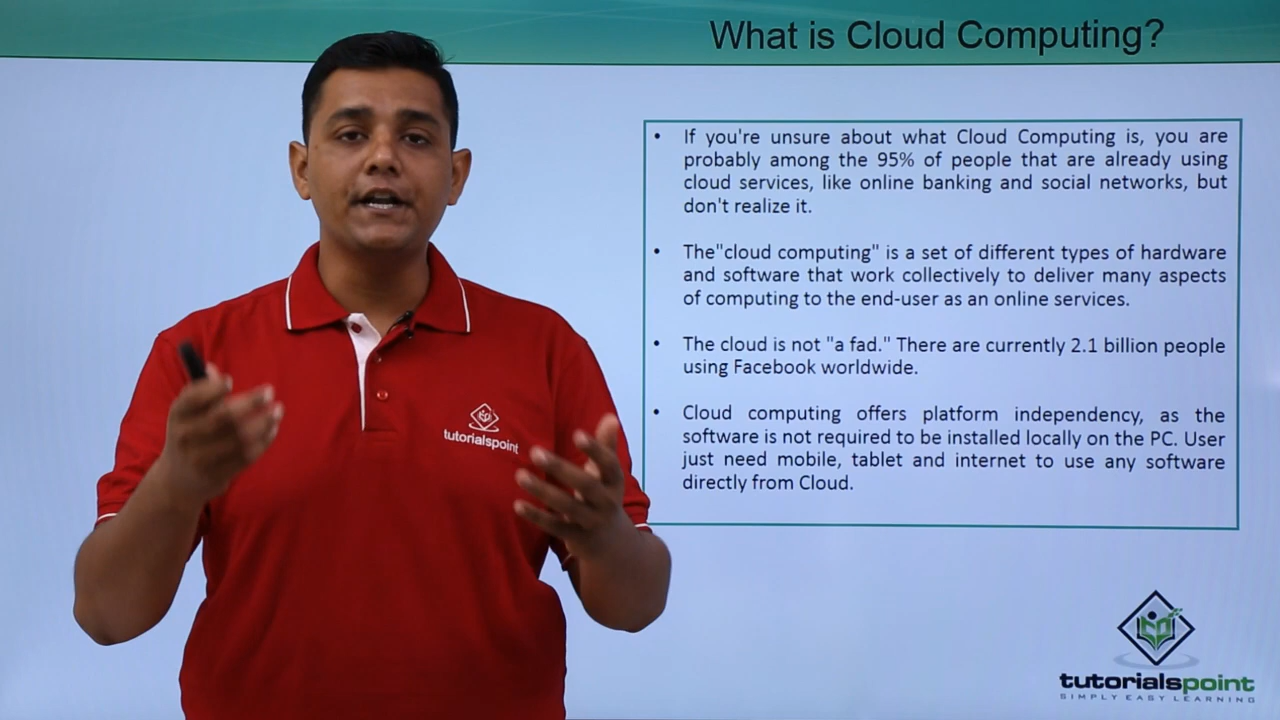 What is Cloud Computing?
• If you're unsure about what Cloud Computing is, you are
probably among the 95% of people that are already using
cloud services, like online banking and social networks, but
don't realize it.
• The"cloud computing" is a set of different types of hardware
and software that work collectively to deliver many aspects
of computing to the end-user as an online services.
• The cloud is not "a fad." There are currently 2.1 billion people
using Facebook worldwide.
• Cloud computing offers platform independency, as the
software is not required to be installed locally on the PC. User
just need mobile, tablet and internet to use any software
directly from Cloud.
tutorialspoint
tutorialspoint
SIMPLY EASY LEARNING